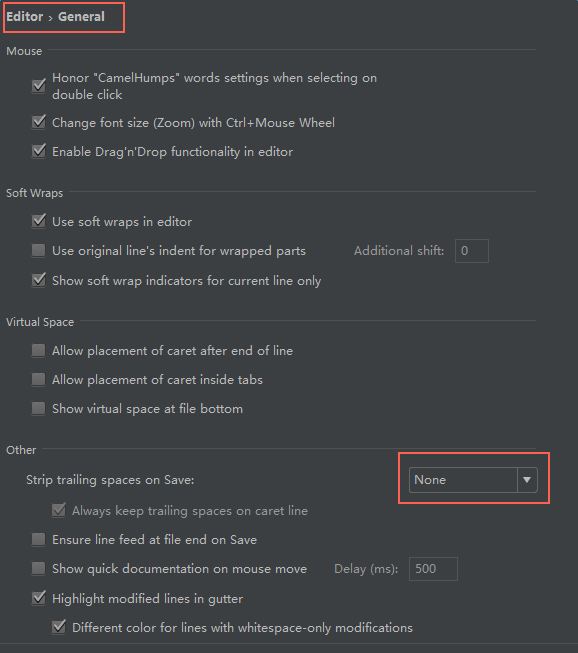 Editor › General
Mouse
Honor "CamelHumps" words settings when selecting on
double click
Change font size (Zoom) with Ctrl+Mouse Wheel
Enable Drag'n'Drop functionality in editor
Soft Wraps
Use soft wraps in editor
Use original line's indent for wrapped parts Additional shift: 0
Show soft wrap indicators for current line only
Virtual Space
Allow placement of caret after end of line
Allow placement of caret inside tabs
Show virtual space at file bottom
Other
Strip trailing spaces on Save: None
Always keep trailing spaces on caret line
Ensure line feed at file end on Save
Show quick documentation on mouse move Delay (ms): 500
Highlight modified lines in gutter
Different color for lines with whitespace-only modifications